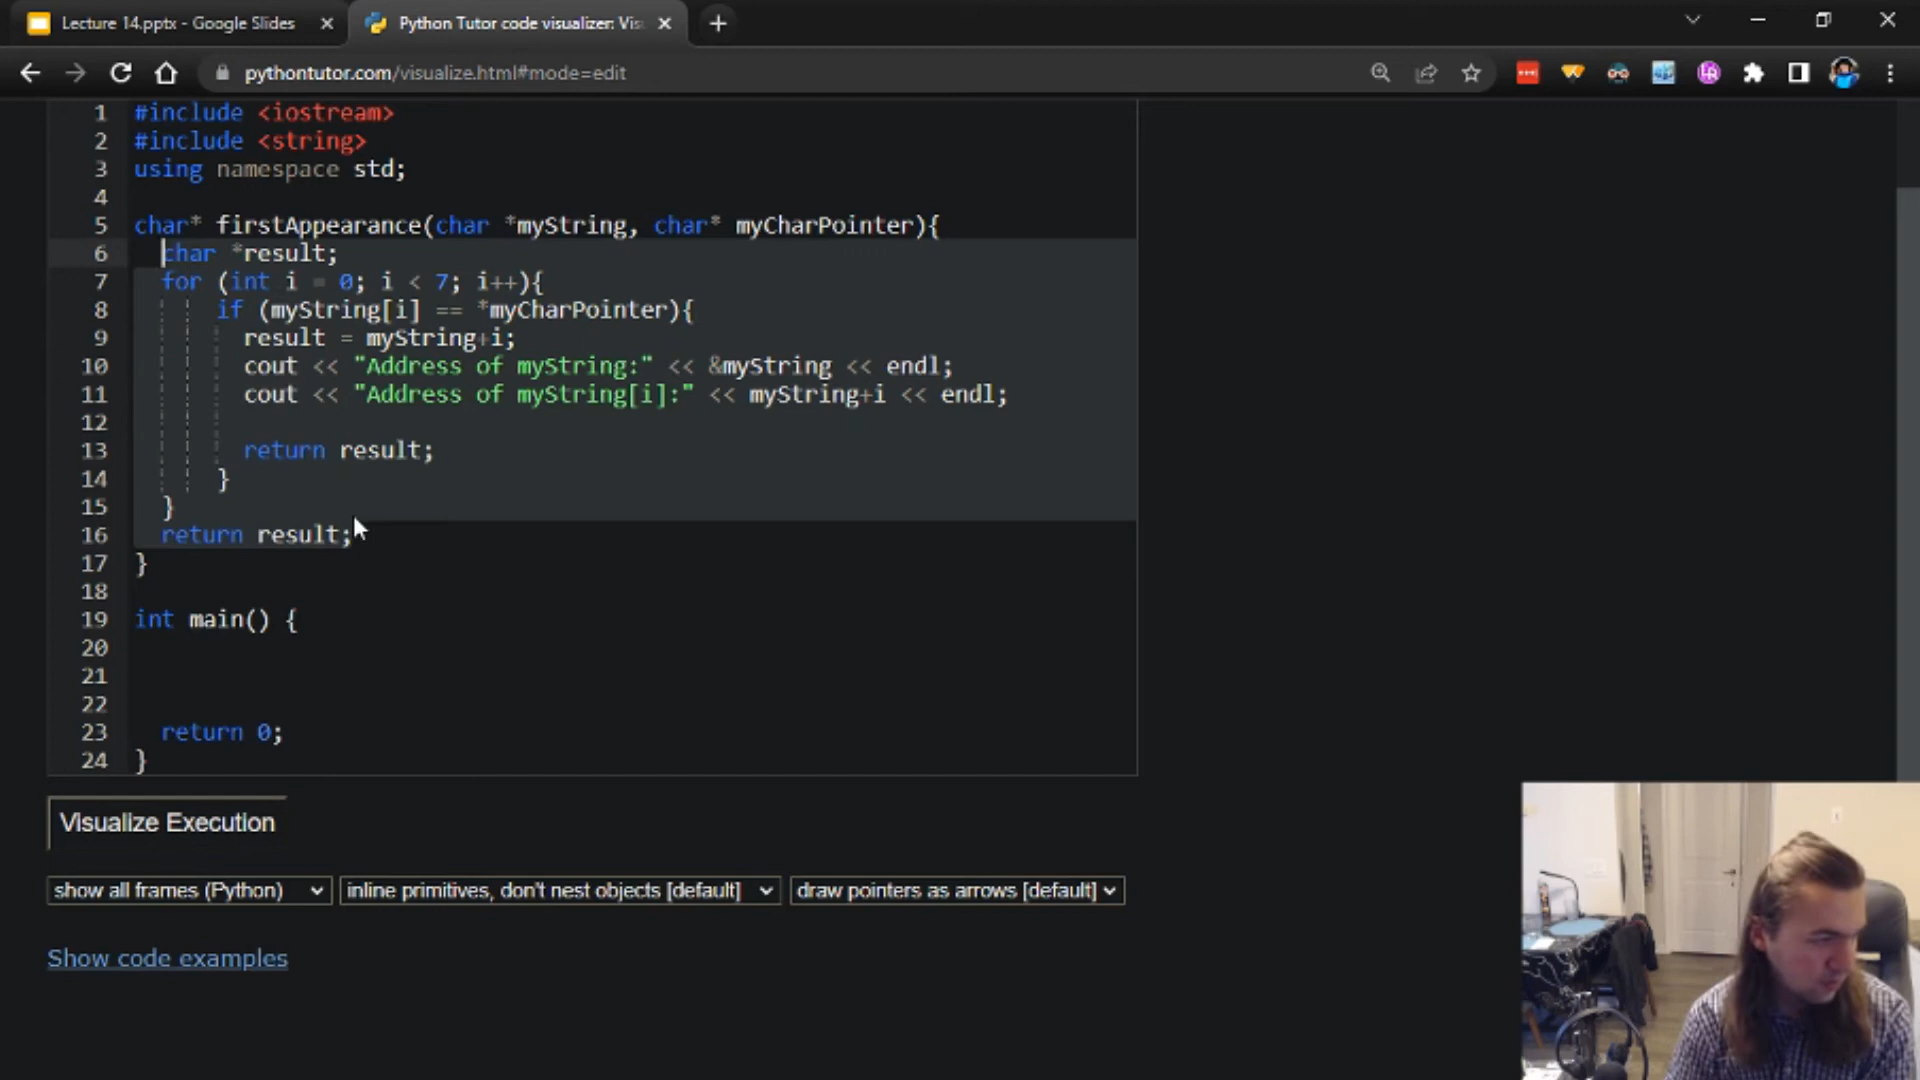 Lecture 14.pptx - Google Slides
Python Tutor code visualizer: Vis
pythontutor.com/visualize.html#mode=edit
1 #include <iostream>
2 #include <string>
3 using namespace std;
4
5 char* firstAppearance(char *myString, char* myCharPointer){
6 char *result;
7 for (int i = 0; i < 7; i++){
8 if (myString[i] == *myCharPointer){
9 result = myString+i;
10 cout << "Address of myString:" << &myString << endl;
11 cout << "Address of myString[i]:" << myString+i << endl;
12
13 return result;
14 }
15 }
16 return result;
17 }
18
19 int main() {
20
21
22
23 return 0;
24 }
Visualize Execution
show all frames (Python) inline primitives, don't nest objects [default] draw pointers as arrows [default]
Show code examples